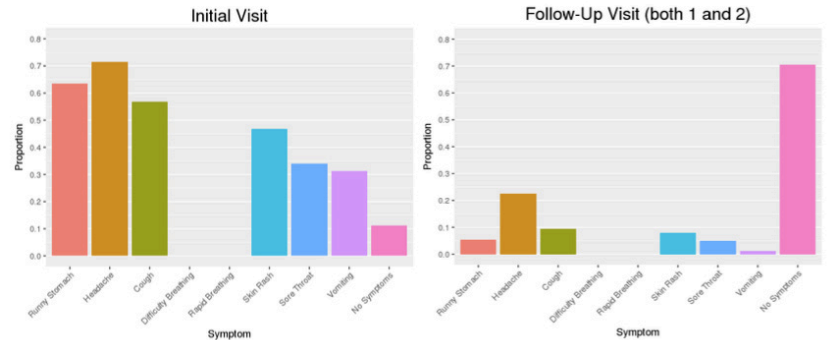 Initial Visit
0.8
0.7
0.6
0.5
0.4
0.3
0.2
0.1
0.0
Proportion
Runny Stomach
Headache
Cough
Difficulty Breathing
Rapid Breathing
Skin Rash
Sore Throat
Vomiting
No Symptoms
Symptom
Follow-Up Visit (both 1 and 2)
0.8
0.7
0.6
0.5
0.4
0.3
0.2
0.1
0.0
Proportion
Runny Stomach
Headache
Cough
Difficulty Breathing
Rapid Breathing
Skin Rash
Sore Throat
Vomiting
No Symptoms
Symptom